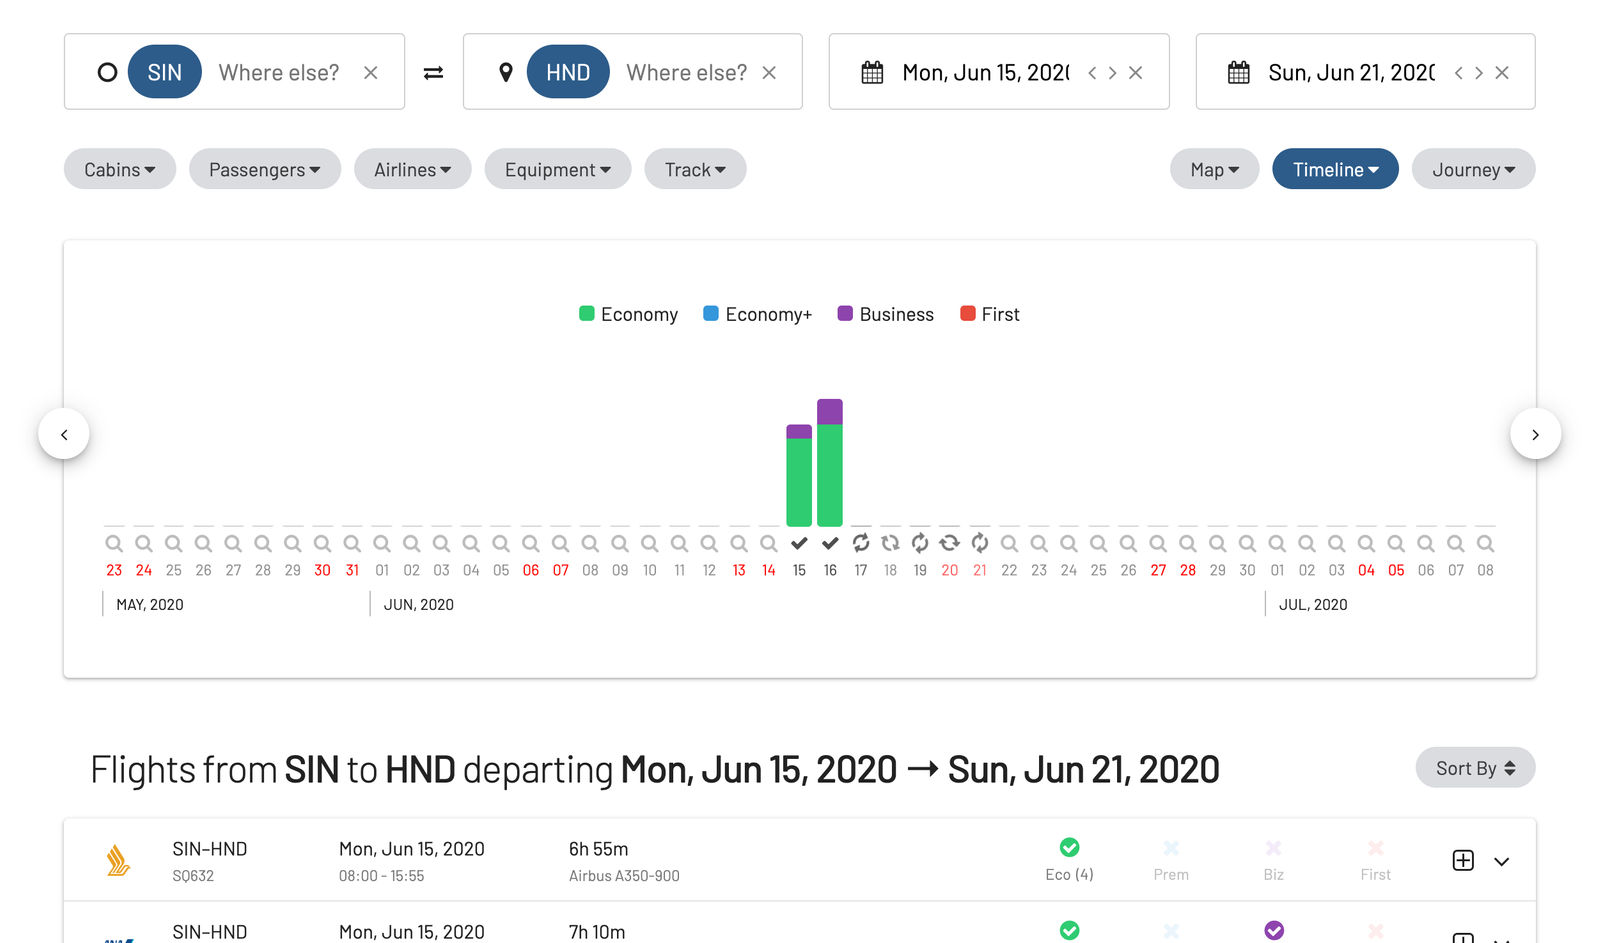 SIN Where else? HND Where else? Mon, Jun 15, 202 Sun, Jun 21, 202
Cabins Passengers Airlines Equipment Track Map Timeline Journey
Economy Economy+ Business First
23 24 25 26 27 28 29 30 31 01 02 03 04 05 06 07 08 09 10 11 12 13 14 15 16 17 18 19 20 21 22 23 24 25 26 27 28 29 30 01 02 03 04 05 06 07 08
MAY, 2020 JUN, 2020 JUL, 2020
Flights from SIN to HND departing Mon, Jun 15, 2020 → Sun, Jun 21, 2020 Sort By
SIN–HND Mon, Jun 15, 2020 6h 55m
SQ632 08:00 - 15:55 Airbus A350-900 Eco (4) Prem Biz First
SIN–HND Mon, Jun 15, 2020 7h 10m